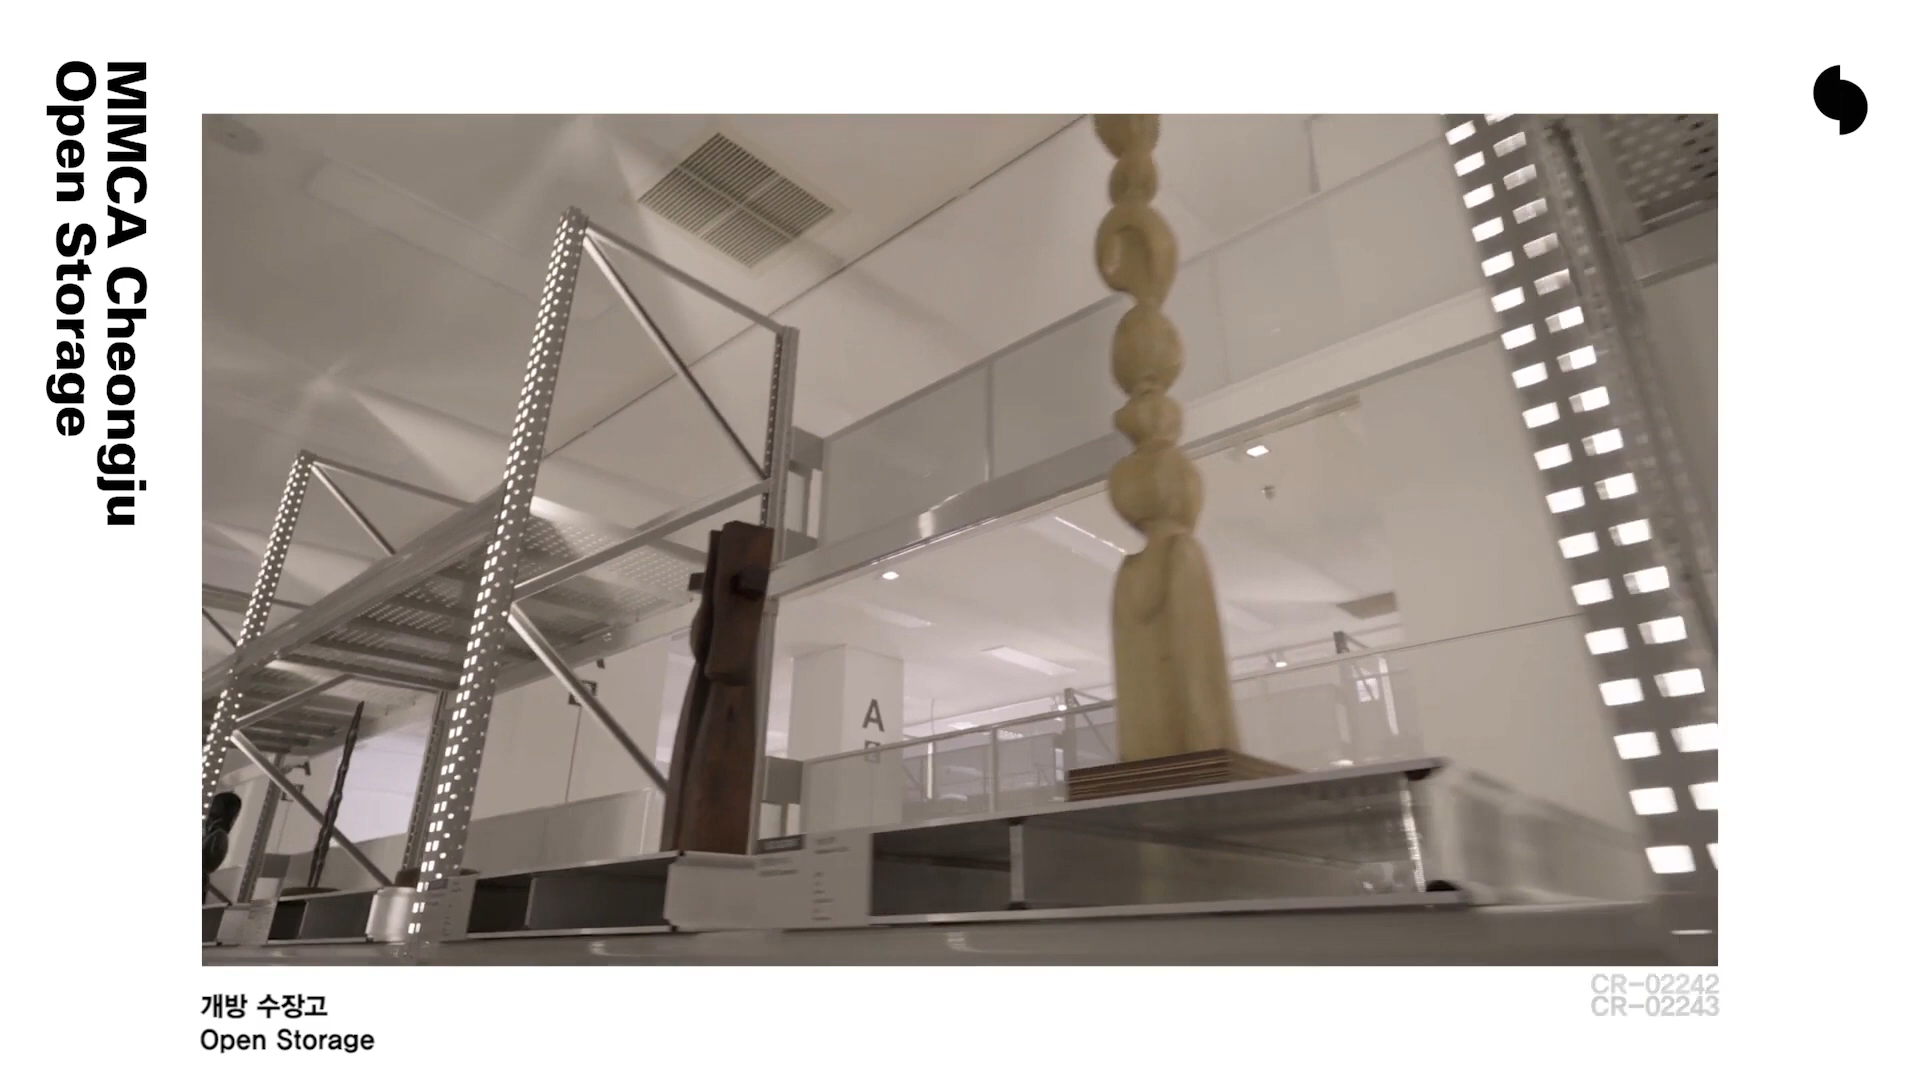 MMCA Cheongju
Open Storage
A
개방 수장고
Open Storage
CR-02242
CR-02243